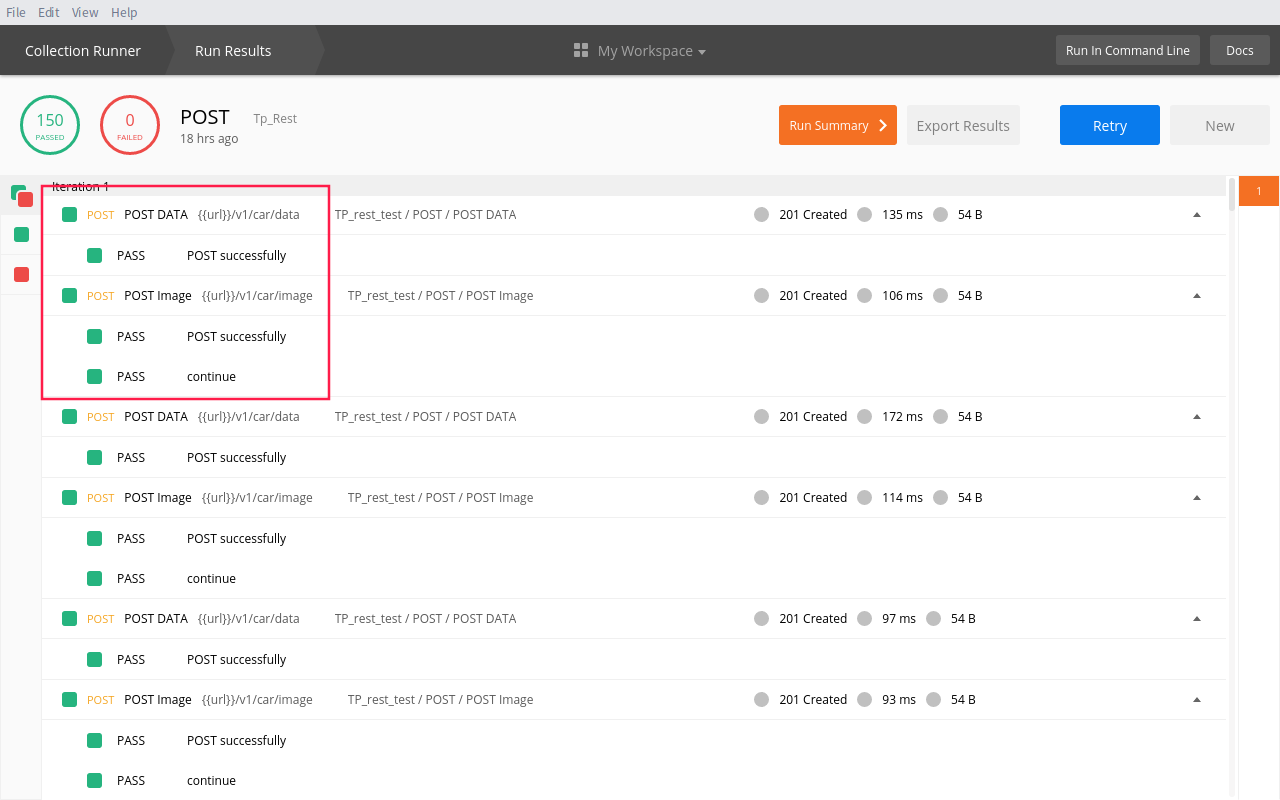 File Edit View Help
Collection Runner Run Results My Workspace Run In Command Line Docs
150 PASSED 0 FAILED POST Tp_Rest Run Summary Export Results Retry New
18 hrs ago
Iteration 1 1
POST POST DATA {{url}}/v1/car/data TP_rest_test / POST / POST DATA 201 Created 135 ms 54 B
PASS POST successfully
POST POST Image {{url}}/v1/car/image TP_rest_test / POST / POST Image 201 Created 106 ms 54 B
PASS POST successfully
PASS continue
POST POST DATA {{url}}/v1/car/data TP_rest_test / POST / POST DATA 201 Created 172 ms 54 B
PASS POST successfully
POST POST Image {{url}}/v1/car/image TP_rest_test / POST / POST Image 201 Created 114 ms 54 B
PASS POST successfully
PASS continue
POST POST DATA {{url}}/v1/car/data TP_rest_test / POST / POST DATA 201 Created 97 ms 54 B
PASS POST successfully
POST POST Image {{url}}/v1/car/image TP_rest_test / POST / POST Image 201 Created 93 ms 54 B
PASS POST successfully
PASS continue